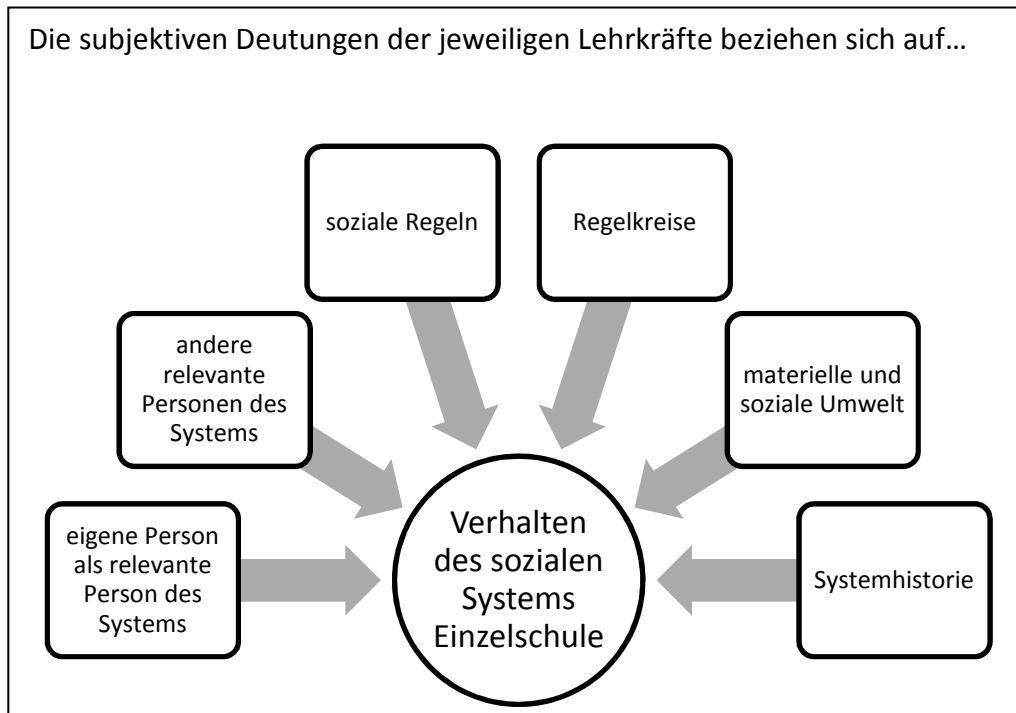 Die subjektiven Deutungen der jeweiligen Lehrkräfte beziehen sich auf…
soziale Regeln
Regelkreise
andere
relevante
Personen des
Systems
materielle und
soziale Umwelt
eigene Person
als relevante
Person des
Systems
Verhalten
des sozialen
Systems
Einzelschule
Systemhistorie